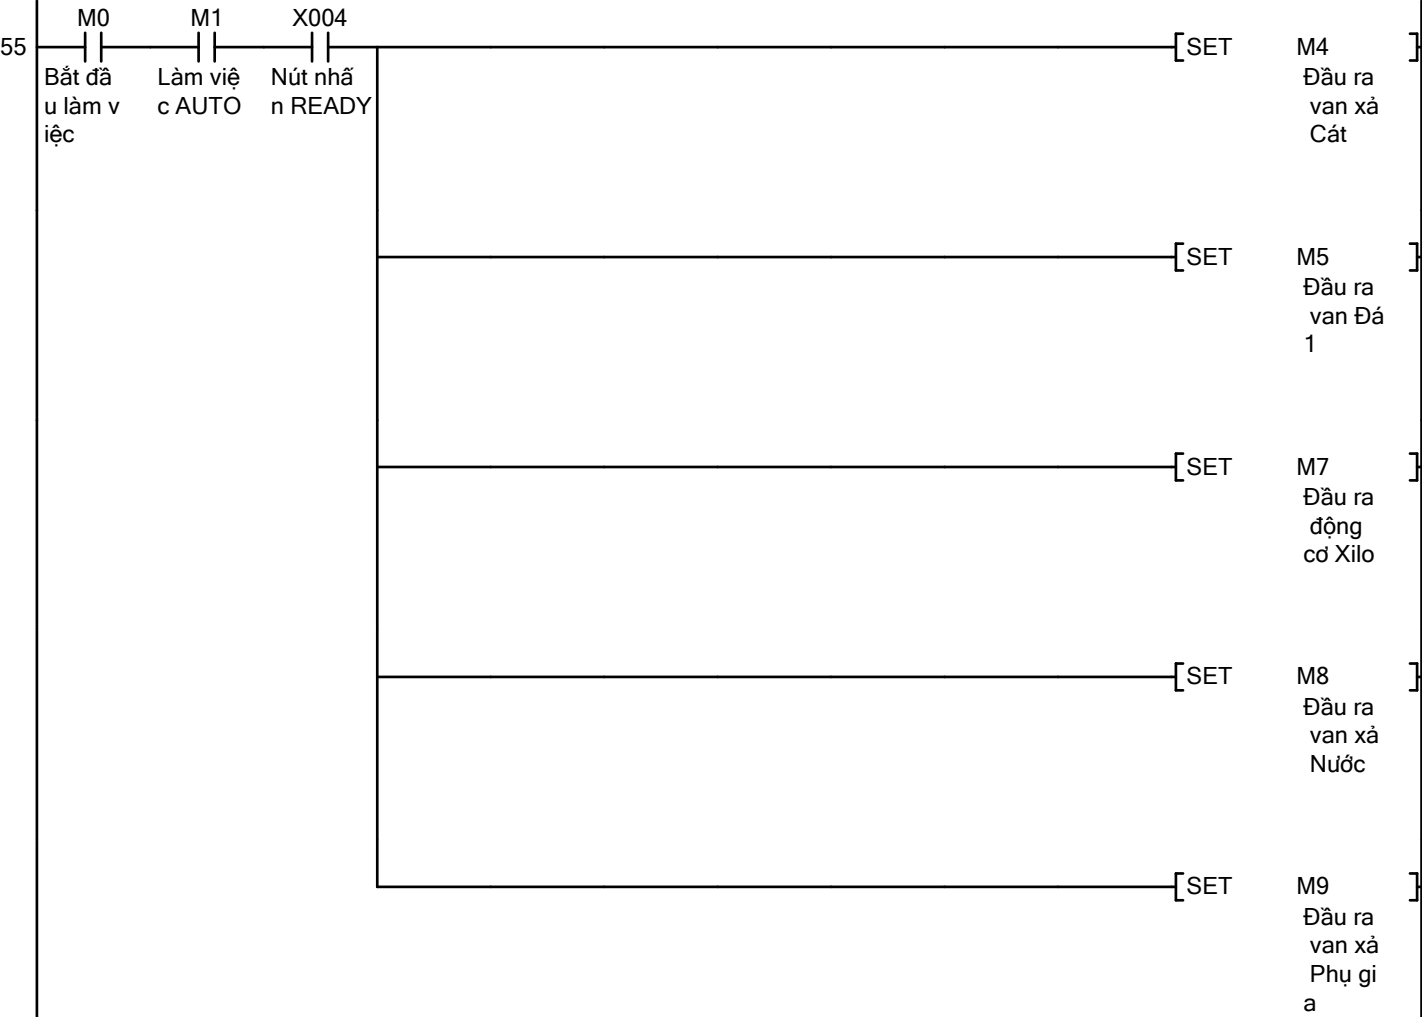 M0 M1 X004
55 [SET M4 ]
Bắt đầ Làm việ Nút nhấ Đầu ra
u làm v c AUTO n READY van xả
iệc Cát
[SET M5 ]
Đầu ra
van Đá
1
[SET M7 ]
Đầu ra
động
cơ Xilo
[SET M8 ]
Đầu ra
van xả
Nước
[SET M9 ]
Đầu ra
van xả
Phụ gi
a